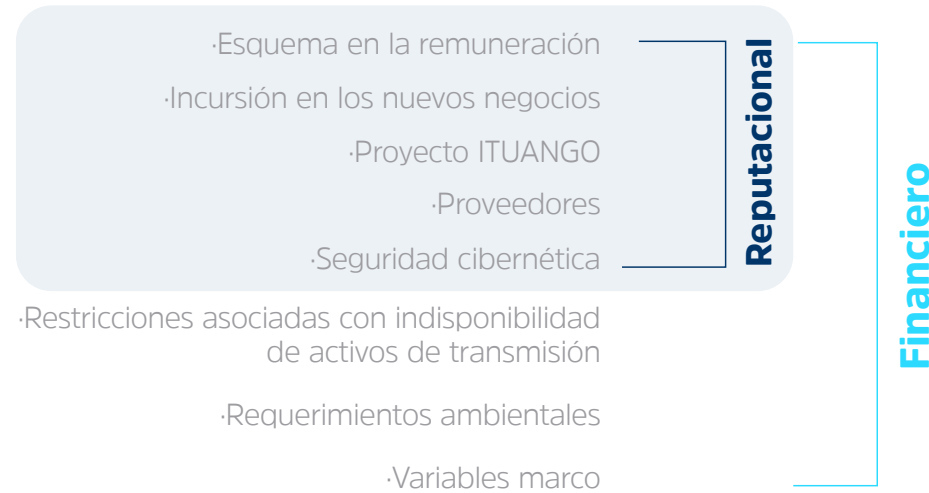 ·Esquema en la remuneración
·Incursión en los nuevos negocios
·Proyecto ITUANGO
·Proveedores
·Seguridad cibernética
·Restricciones asociadas con indisponibilidad
de activos de transmisión
·Requerimientos ambientales
·Variables marco
Reputacional
Financiero